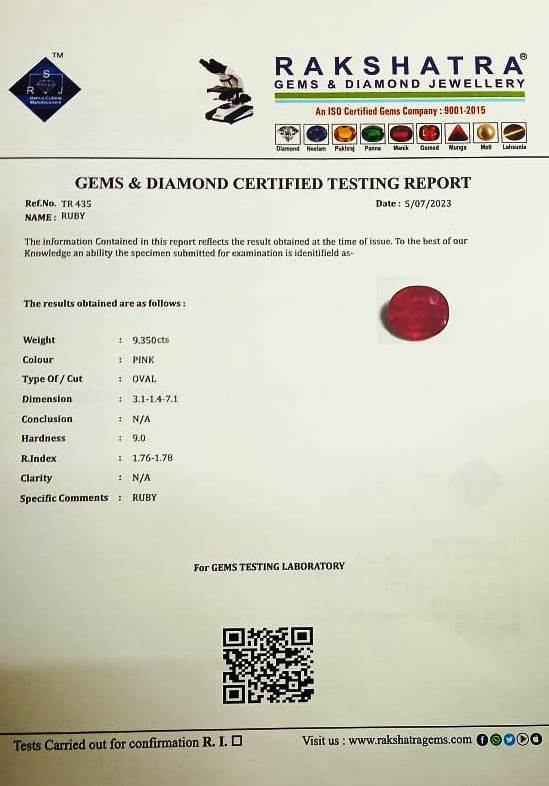 TM
S
R J
Gems Cutting
Manufacturers
RAKSHATRA®
GEMS & DIAMOND JEWELLERY
An ISO Certified Gems Company : 9001-2015
Diamond Neelam Pukhraj Panna Manik Gomed Munga Moti Lahsunia
GEMS & DIAMOND CERTIFIED TESTING REPORT
Ref.No. TR 435
Date : 5/07/2023
NAME : RUBY
The information Contained in this report reflects the result obtained at the time of issue. To the best of our
Knowledge an ability the specimen submitted for examination is idenitifield as-
The results obtained are as follows :
Weight : 9.350cts
Colour : PINK
Type Of / Cut : OVAL
Dimension : 3.1-1.4-7.1
Conclusion : N/A
Hardness : 9.0
R.Index : 1.76-1.78
Clarity : N/A
Specific Comments : RUBY
For GEMS TESTING LABORATORY
Tests Carried out for confirmation R. I. ☐
Visit us : www.rakshatragems.com